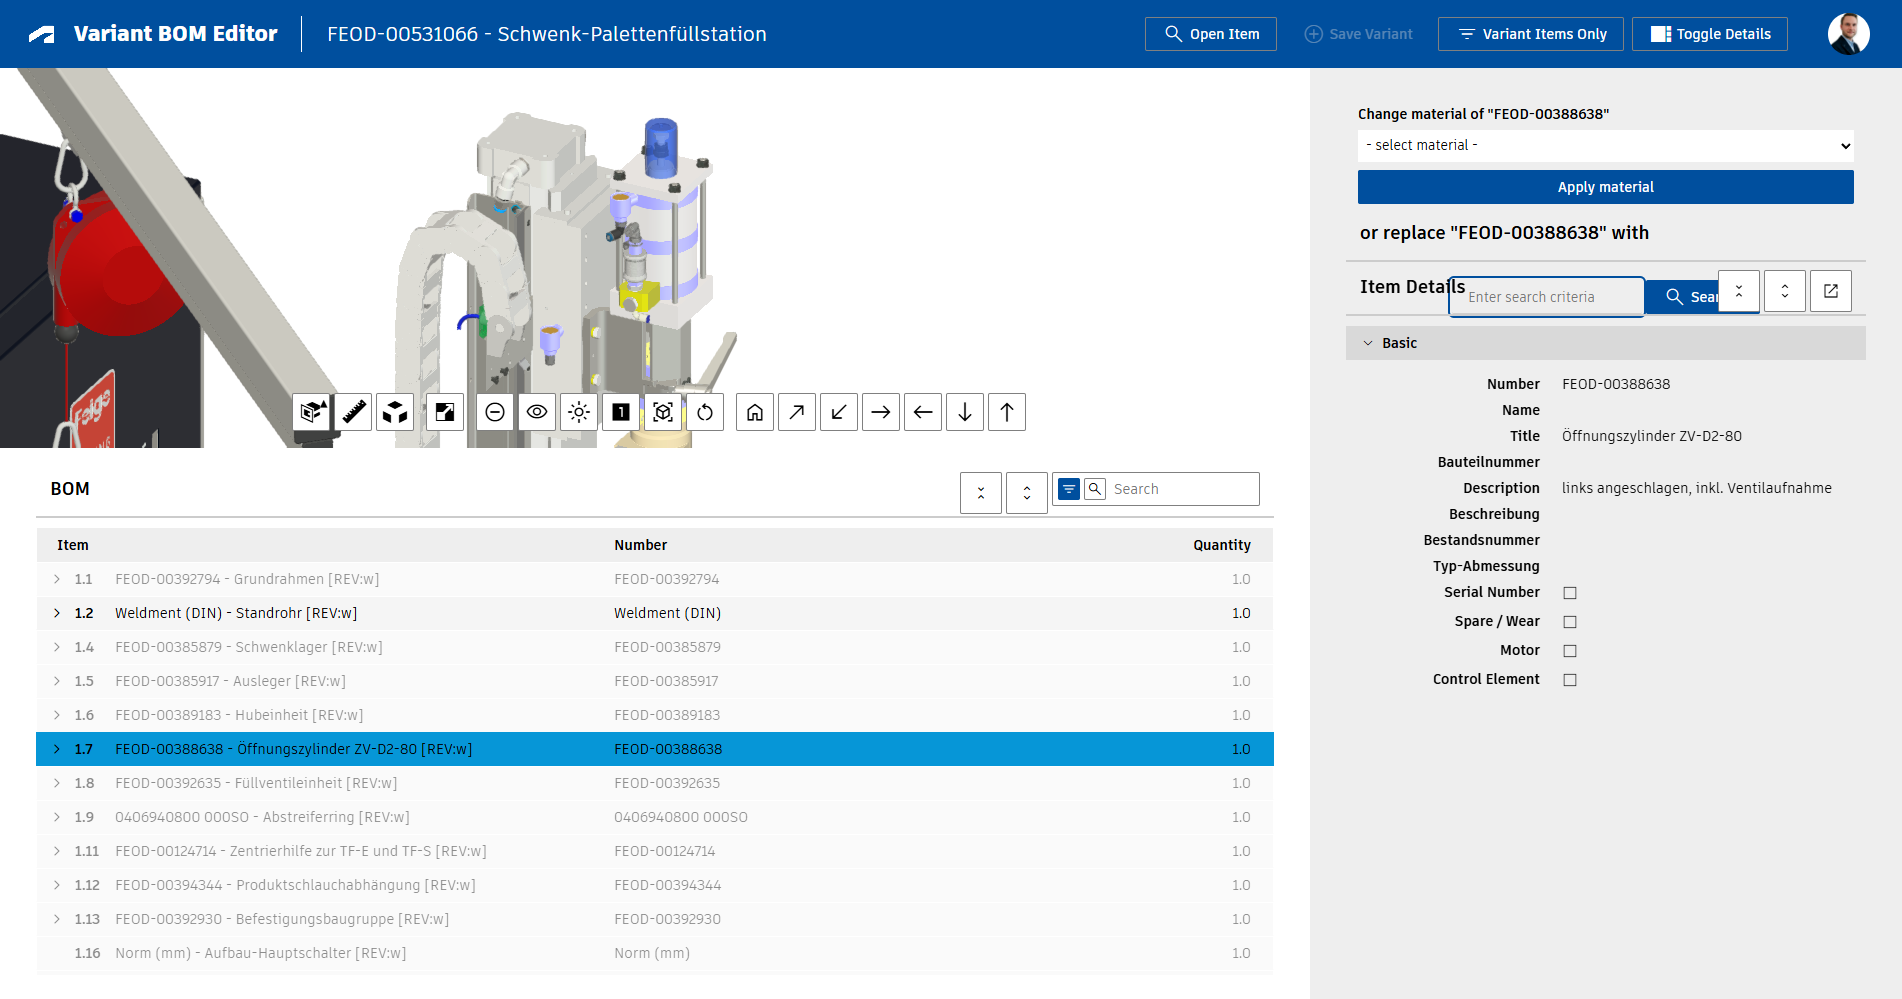 Variant BOM Editor
FEOD-00531066 - Schwenk-Palettenfüllstation
Open Item
Save Variant
Variant Items Only
Toggle Details
Felge
1
Change material of "FEOD-00388638"
- select material -
Apply material
or replace "FEOD-00388638" with
Item Details
Enter search criteria
Sear
Basic
Number FEOD-00388638
Name
Title Öffnungszylinder ZV-D2-80
Bauteilnummer
Description links angeschlagen, inkl. Ventilaufnahme
Beschreibung
Bestandsnummer
Typ-Abmessung
Serial Number
Spare / Wear
Motor
Control Element
BOM
Search
Item Number Quantity
1.1 FEOD-00392794 - Grundrahmen [REV:w] FEOD-00392794 1.0
1.2 Weldment (DIN) - Standrohr [REV:w] Weldment (DIN) 1.0
1.4 FEOD-00385879 - Schwenklager [REV:w] FEOD-00385879 1.0
1.5 FEOD-00385917 - Ausleger [REV:w] FEOD-00385917 1.0
1.6 FEOD-00389183 - Hubeinheit [REV:w] FEOD-00389183 1.0
1.7 FEOD-00388638 - Öffnungszylinder ZV-D2-80 [REV:w] FEOD-00388638 1.0
1.8 FEOD-00392635 - Füllventileinheit [REV:w] FEOD-00392635 1.0
1.9 0406940800 000SO - Abstreiferring [REV:w] 0406940800 000SO 1.0
1.11 FEOD-00124714 - Zentrierhilfe zur TF-E und TF-S [REV:w] FEOD-00124714 1.0
1.12 FEOD-00394344 - Produktschlauchabhängung [REV:w] FEOD-00394344 1.0
1.13 FEOD-00392930 - Befestigungsbaugruppe [REV:w] FEOD-00392930 1.0
1.16 Norm (mm) - Aufbau-Hauptschalter [REV:w] Norm (mm) 1.0